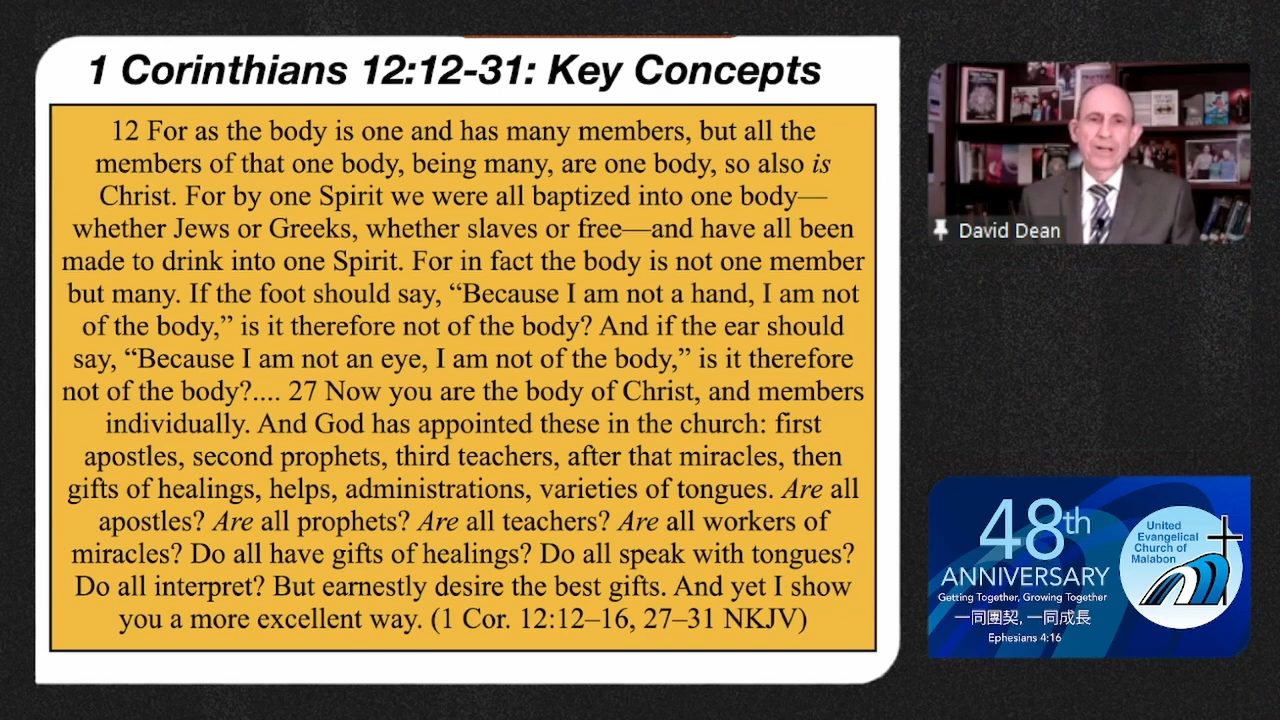 1 Corinthians 12:12-31: Key Concepts
12 For as the body is one and has many members, but all the
members of that one body, being many, are one body, so also is
Christ. For by one Spirit we were all baptized into one body—
whether Jews or Greeks, whether slaves or free—and have all been
made to drink into one Spirit. For in fact the body is not one member
but many. If the foot should say, “Because I am not a hand, I am not
of the body,” is it therefore not of the body? And if the ear should
say, “Because I am not an eye, I am not of the body,” is it therefore
not of the body?.... 27 Now you are the body of Christ, and members
individually. And God has appointed these in the church: first
apostles, second prophets, third teachers, after that miracles, then
gifts of healings, helps, administrations, varieties of tongues. Are all
apostles? Are all prophets? Are all teachers? Are all workers of
miracles? Do all have gifts of healings? Do all speak with tongues?
Do all interpret? But earnestly desire the best gifts. And yet I show
you a more excellent way. (1 Cor. 12:12–16, 27–31 NKJV)
David Dean
48th
ANNIVERSARY
Getting Together, Growing Together
一同團契, 一同成長
Ephesians 4:16
United
Evangelical
Church of
Malabon